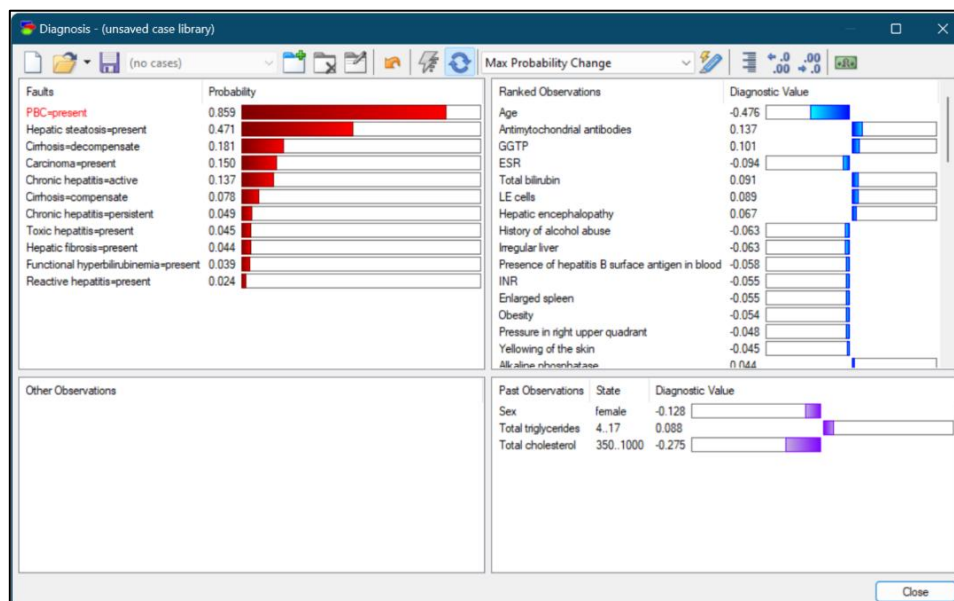 Diagnosis - (unsaved case library)
(no cases)
Max Probability Change
Faults Probability
PBC=present 0.859
Hepatic steatosis=present 0.471
Cirrhosis=decompensate 0.181
Carcinoma=present 0.150
Chronic hepatitis=active 0.137
Cirrhosis=compensate 0.078
Chronic hepatitis=persistent 0.049
Toxic hepatitis=present 0.045
Hepatic fibrosis=present 0.044
Functional hyperbilirubinemia=present 0.039
Reactive hepatitis=present 0.024
Ranked Observations Diagnostic Value
Age -0.476
Antimytochondrial antibodies 0.137
GGTP 0.101
ESR -0.094
Total bilirubin 0.091
LE cells 0.089
Hepatic encephalopathy 0.067
History of alcohol abuse -0.063
Irregular liver -0.063
Presence of hepatitis B surface antigen in blood -0.058
INR -0.055
Enlarged spleen -0.055
Obesity -0.054
Pressure in right upper quadrant -0.048
Yellowing of the skin -0.045
Alkaline phosphatase 0.044
Other Observations
Past Observations State Diagnostic Value
Sex female -0.128
Total triglycerides 4..17 0.088
Total cholesterol 350..1000 -0.275
Close